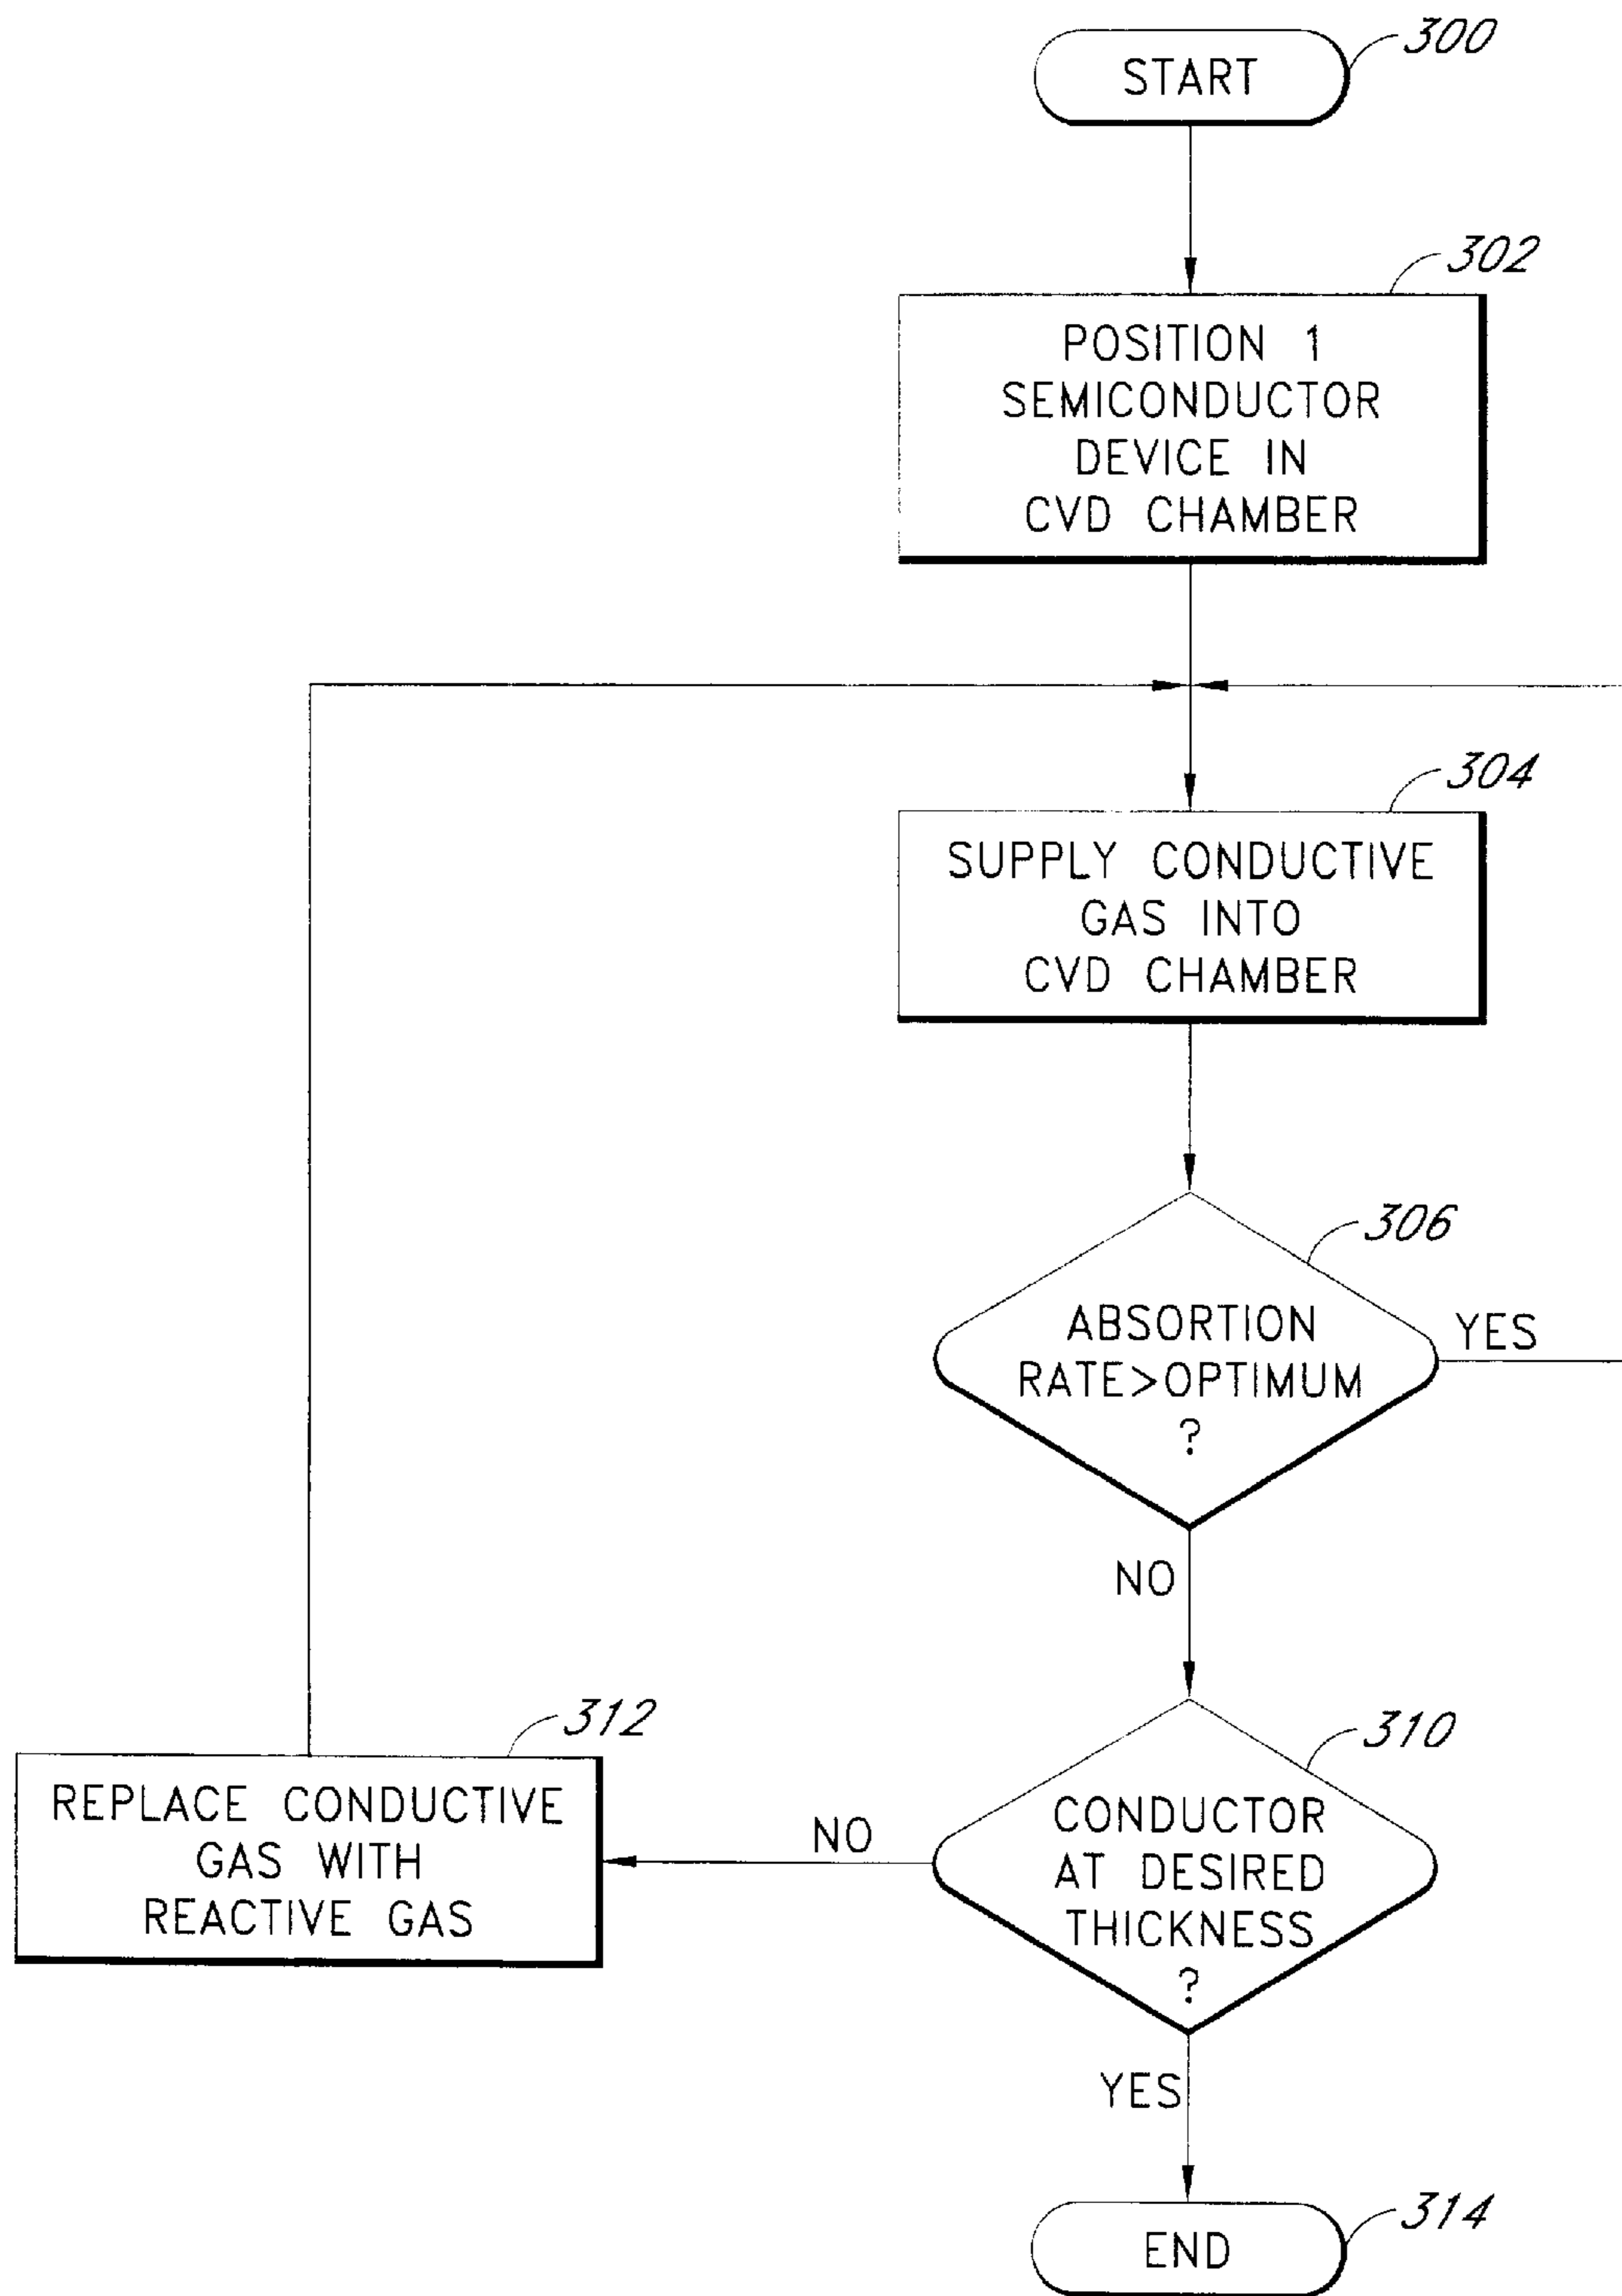 300
START
302
POSITION 1
SEMICONDUCTOR
DEVICE IN
CVD CHAMBER
304
SUPPLY CONDUCTIVE
GAS INTO
CVD CHAMBER
306
ABSORTION
RATE>OPTIMUM
?
YES
NO
310
CONDUCTOR
AT DESIRED
THICKNESS
?
NO
312
REPLACE CONDUCTIVE
GAS WITH
REACTIVE GAS
YES
314
END